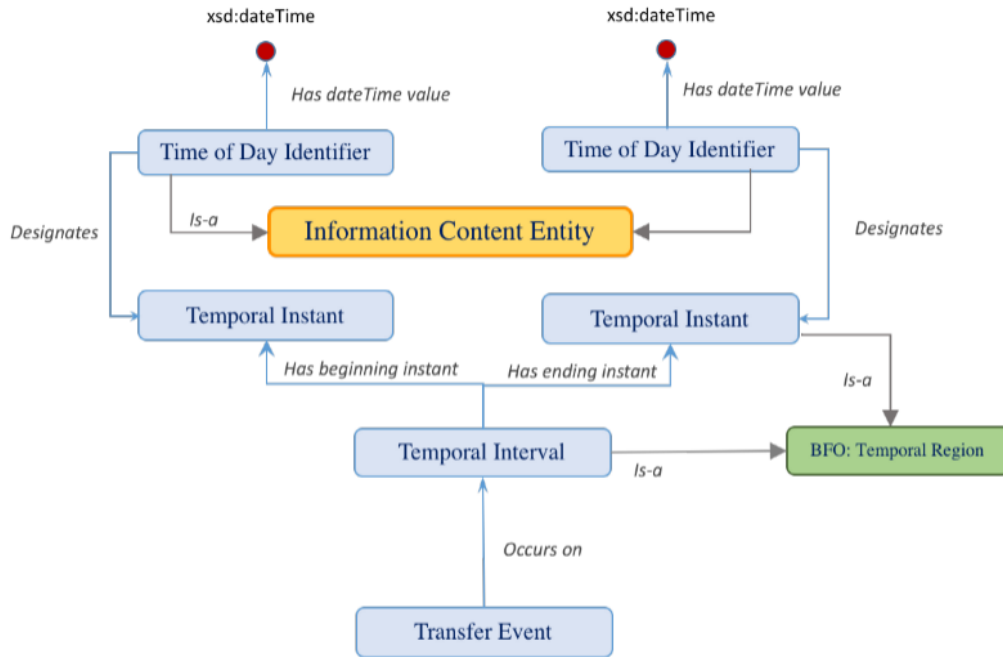 xsd:dateTime
xsd:dateTime
Has dateTime value
Has dateTime value
Time of Day Identifier
Time of Day Identifier
Is-a
Information Content Entity
Designates
Designates
Temporal Instant
Temporal Instant
Has beginning instant
Has ending instant
Is-a
Temporal Interval
BFO: Temporal Region
Is-a
Occurs on
Transfer Event